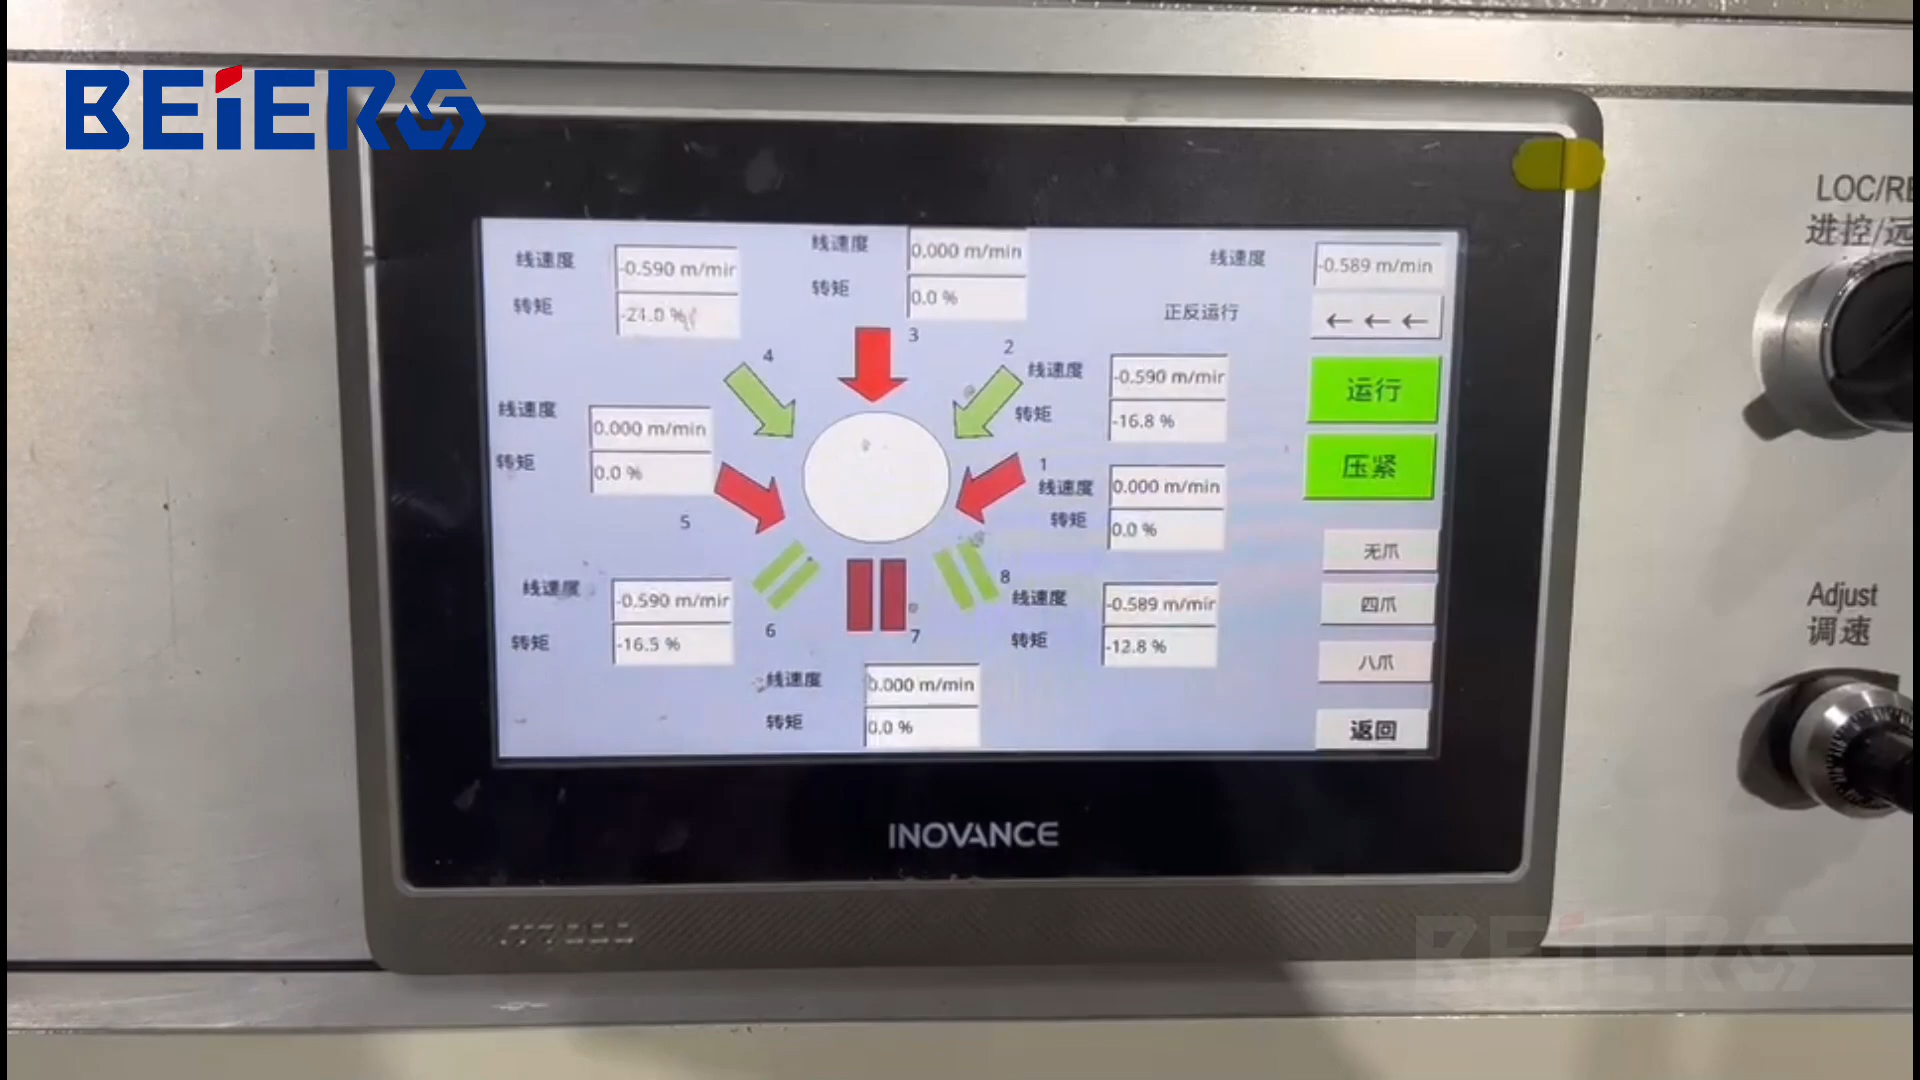 BEiER
LOC/RE
进控/远
线速度 -0.590 m/mir
转矩 -24.0 %
线速度 0.000 m/min
转矩 0.0 %
线速度 -0.589 m/min
正反运行 ←←←
4
3
2
线速度 -0.590 m/mir
转矩 -16.8 %
运行
线速度 0.000 m/min
转矩 0.0 %
5
1
线速度 0.000 m/min
转矩 0.0 %
压紧
无爪
线速度 -0.590 m/mir
转矩 -16.5 %
6
7
8
线速度 -0.589 m/mir
转矩 -12.8 %
四爪
八爪
线速度 0.000 m/min
转矩 0.0 %
返回
Adjust
调速
INOVANCE
BEiER